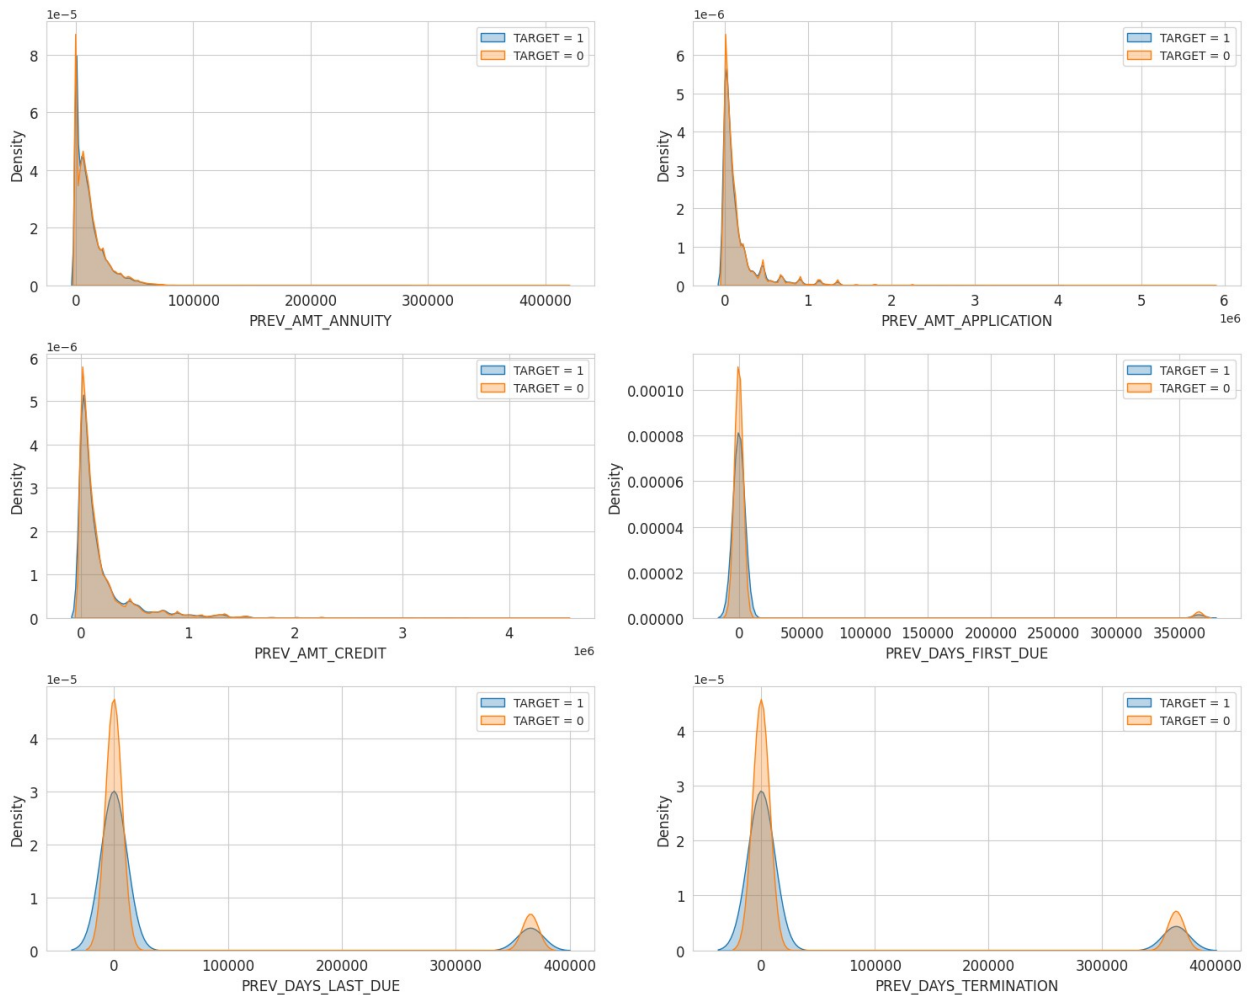 1e−5
8
6
4
2
0
Density
TARGET = 1
TARGET = 0
0 100000 200000 300000 400000
PREV_AMT_ANNUITY
1e−6
6
5
4
3
2
1
0
Density
TARGET = 1
TARGET = 0
0 1 2 3 4 5 6
1e6
PREV_AMT_APPLICATION
1e−6
6
5
4
3
2
1
0
Density
TARGET = 1
TARGET = 0
0 1 2 3 4
1e6
PREV_AMT_CREDIT
0.00010
0.00008
0.00006
0.00004
0.00002
0.00000
Density
TARGET = 1
TARGET = 0
0 50000 100000 150000 200000 250000 300000 350000
PREV_DAYS_FIRST_DUE
1e−5
4
3
2
1
0
Density
TARGET = 1
TARGET = 0
0 100000 200000 300000 400000
PREV_DAYS_LAST_DUE
1e−5
4
3
2
1
0
Density
TARGET = 1
TARGET = 0
0 100000 200000 300000 400000
PREV_DAYS_TERMINATION